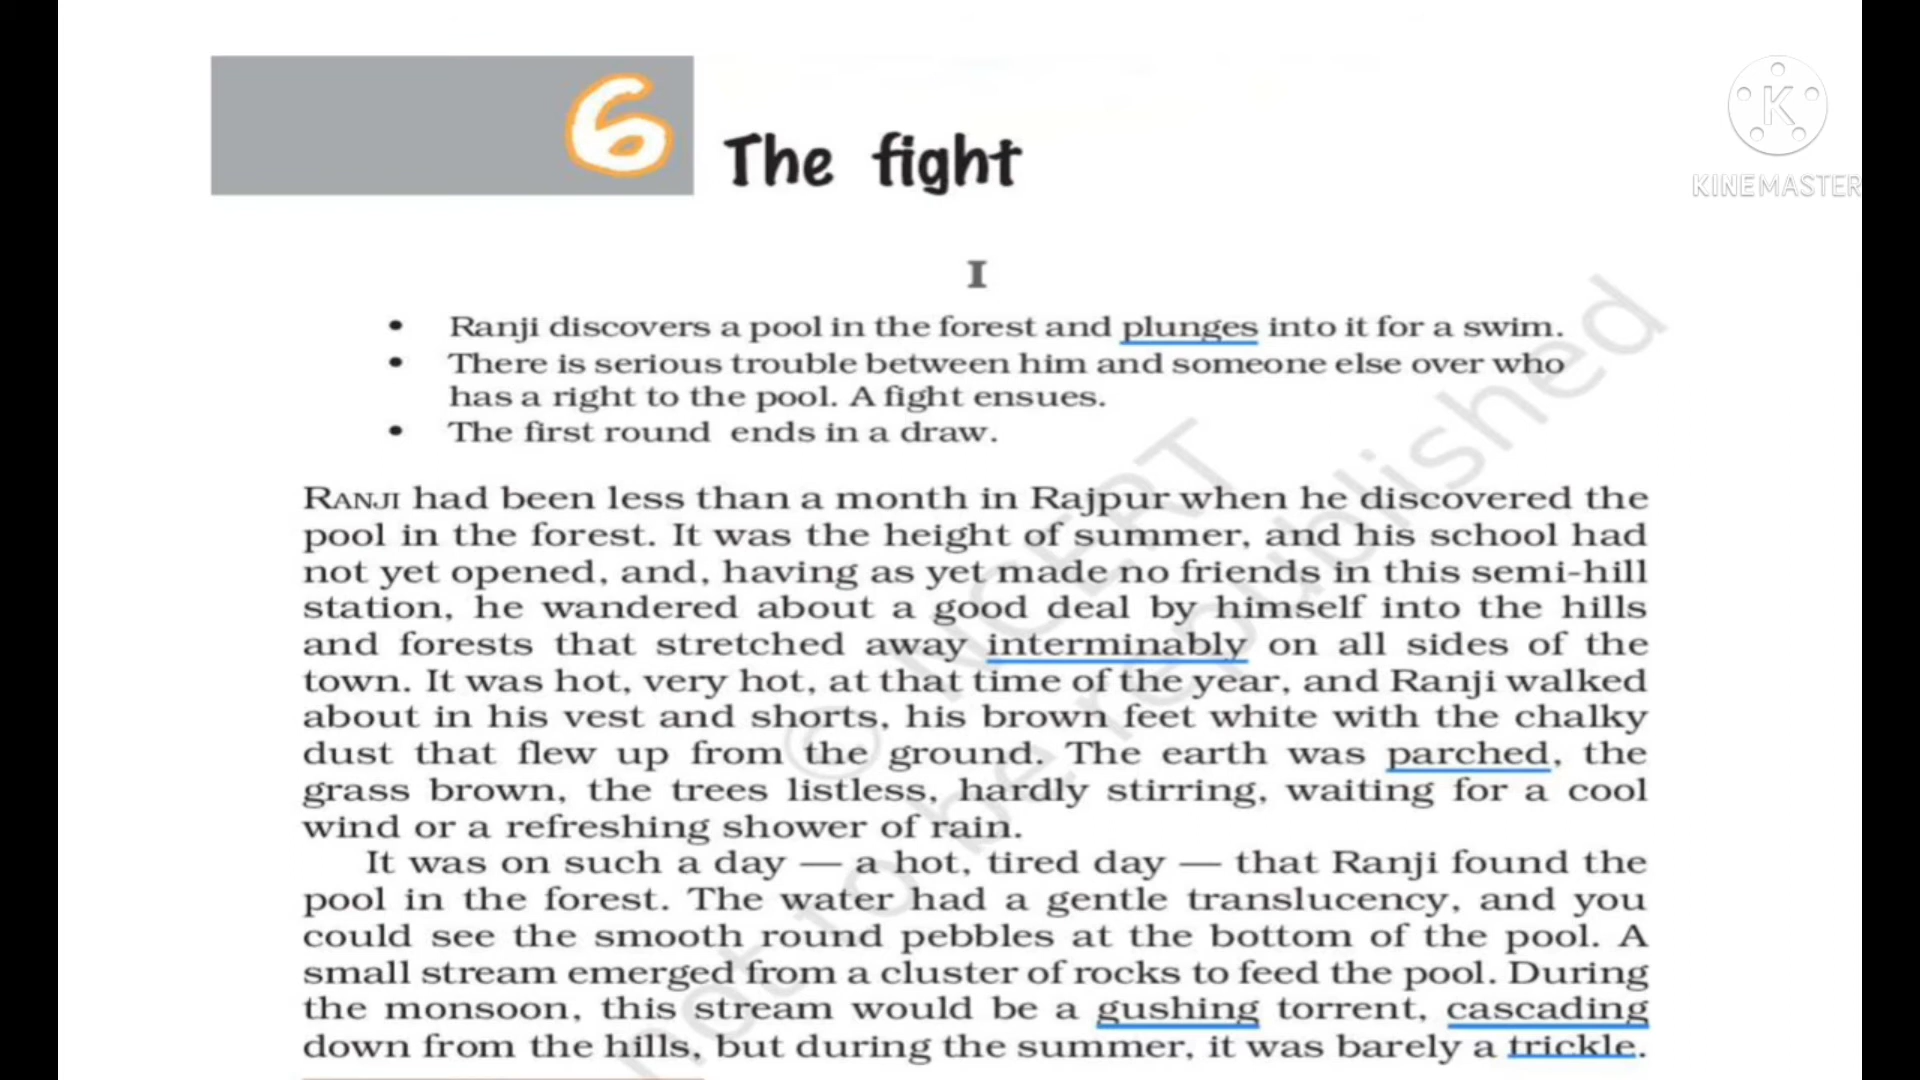 6 The fight
K
KINEMASTER
I
• Ranji discovers a pool in the forest and plunges into it for a swim.
• There is serious trouble between him and someone else over who
has a right to the pool. A fight ensues.
• The first round ends in a draw.
RANJI had been less than a month in Rajpur when he discovered the
pool in the forest. It was the height of summer, and his school had
not yet opened, and, having as yet made no friends in this semi-hill
station, he wandered about a good deal by himself into the hills
and forests that stretched away interminably on all sides of the
town. It was hot, very hot, at that time of the year, and Ranji walked
about in his vest and shorts, his brown feet white with the chalky
dust that flew up from the ground. The earth was parched, the
grass brown, the trees listless, hardly stirring, waiting for a cool
wind or a refreshing shower of rain.
It was on such a day — a hot, tired day — that Ranji found the
pool in the forest. The water had a gentle translucency, and you
could see the smooth round pebbles at the bottom of the pool. A
small stream emerged from a cluster of rocks to feed the pool. During
the monsoon, this stream would be a gushing torrent, cascading
down from the hills, but during the summer, it was barely a trickle.
© NCERT
not to be republished